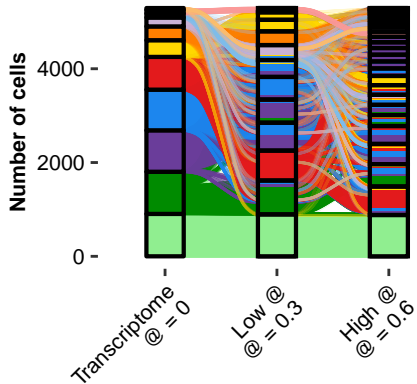 Number of cells
4000
2000
0
Transcriptome
@ = 0
Low @
@ = 0.3
High @
@ = 0.6